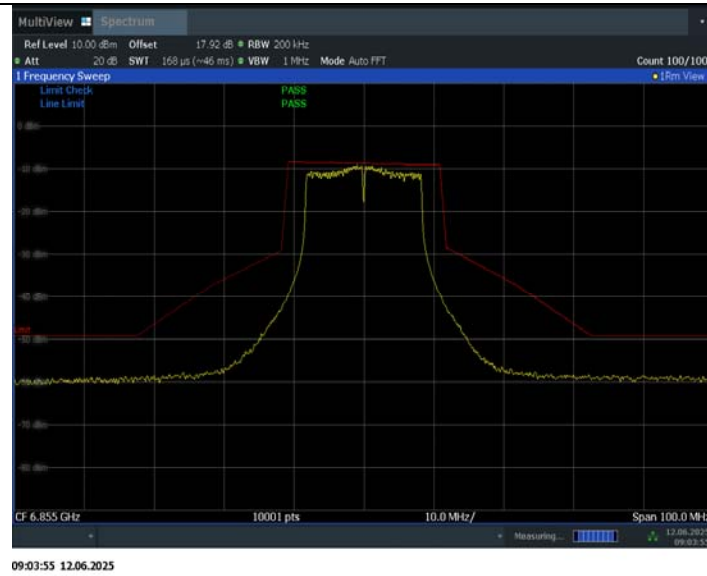 MultiView Spectrum
Ref Level 10.00 dBm Offset 17.92 dB RBW 200 kHz
Att 20 dB SWT 168 µs (~46 ms) VBW 1 MHz Mode Auto FFT Count 100/100
1 Frequency Sweep 1Rm View
Limit Check PASS
Line Limit PASS
0 dBm
-10 dBm
-20 dBm
-30 dBm
-40 dBm
-50 dBm
-70 dBm
-80 dBm
CF 6.855 GHz 10001 pts 10.0 MHz/ Span 100.0 MHz
Measuring... 12.06.2025
09:03:55
09:03:55 12.06.2025